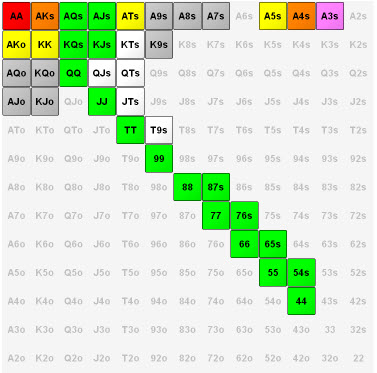 AA AKs AQs AJs ATs A9s A8s A7s A6s A5s A4s A3s A2s
AKo KK KQs KJs KTs K9s K8s K7s K6s K5s K4s K3s K2s
AQo KQo QQ QJs QTs Q9s Q8s Q7s Q6s Q5s Q4s Q3s Q2s
AJo KJo QJo JJ JTs J9s J8s J7s J6s J5s J4s J3s J2s
ATo KTo QTo JTo TT T9s T8s T7s T6s T5s T4s T3s T2s
A9o K9o Q9o J9o T9o 99 98s 97s 96s 95s 94s 93s 92s
A8o K8o Q8o J8o T8o 98o 88 87s 86s 85s 84s 83s 82s
A7o K7o Q7o J7o T7o 97o 87o 77 76s 75s 74s 73s 72s
A6o K6o Q6o J6o T6o 96o 86o 76o 66 65s 64s 63s 62s
A5o K5o Q5o J5o T5o 95o 85o 75o 65o 55 54s 53s 52s
A4o K4o Q4o J4o T4o 94o 84o 74o 64o 54o 44 43s 42s
A3o K3o Q3o J3o T3o 93o 83o 73o 63o 53o 43o 33 32s
A2o K2o Q2o J2o T2o 92o 82o 72o 62o 52o 42o 32o 22